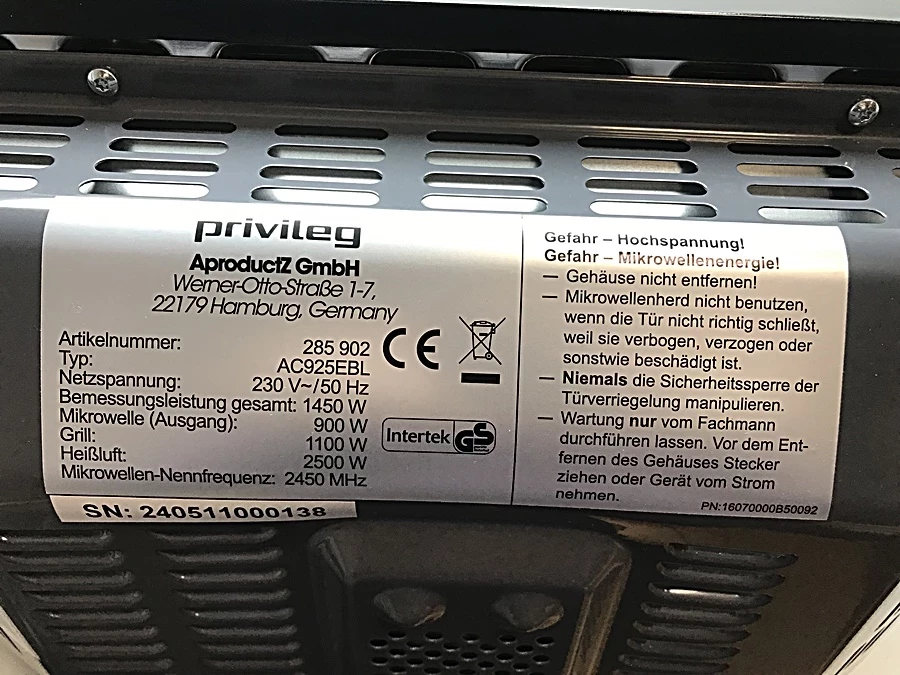 privileg
AproductZ GmbH
Werner-Otto-Straße 1-7,
22179 Hamburg, Germany
Artikelnummer: 285 902
Typ: AC925EBL
Netzspannung: 230 V~/50 Hz
Bemessungsleistung gesamt: 1450 W
Mikrowelle (Ausgang): 900 W
Grill: 1100 W
Heißluft: 2500 W
Mikrowellen-Nennfrequenz: 2450 MHz
CE
Intertek GS
SN: 240511000138
Gefahr – Hochspannung!
Gefahr – Mikrowellenenergie!
— Gehäuse nicht entfernen!
— Mikrowellenherd nicht benutzen,
wenn die Tür nicht richtig schließt,
weil sie verbogen, verzogen oder
sonstwie beschädigt ist.
— Niemals die Sicherheitssperre der
Türverriegelung manipulieren.
— Wartung nur vom Fachmann
durchführen lassen. Vor dem Ent-
fernen des Gehäuses Stecker
ziehen oder Gerät vom Strom
nehmen.
PN:16070000B50092